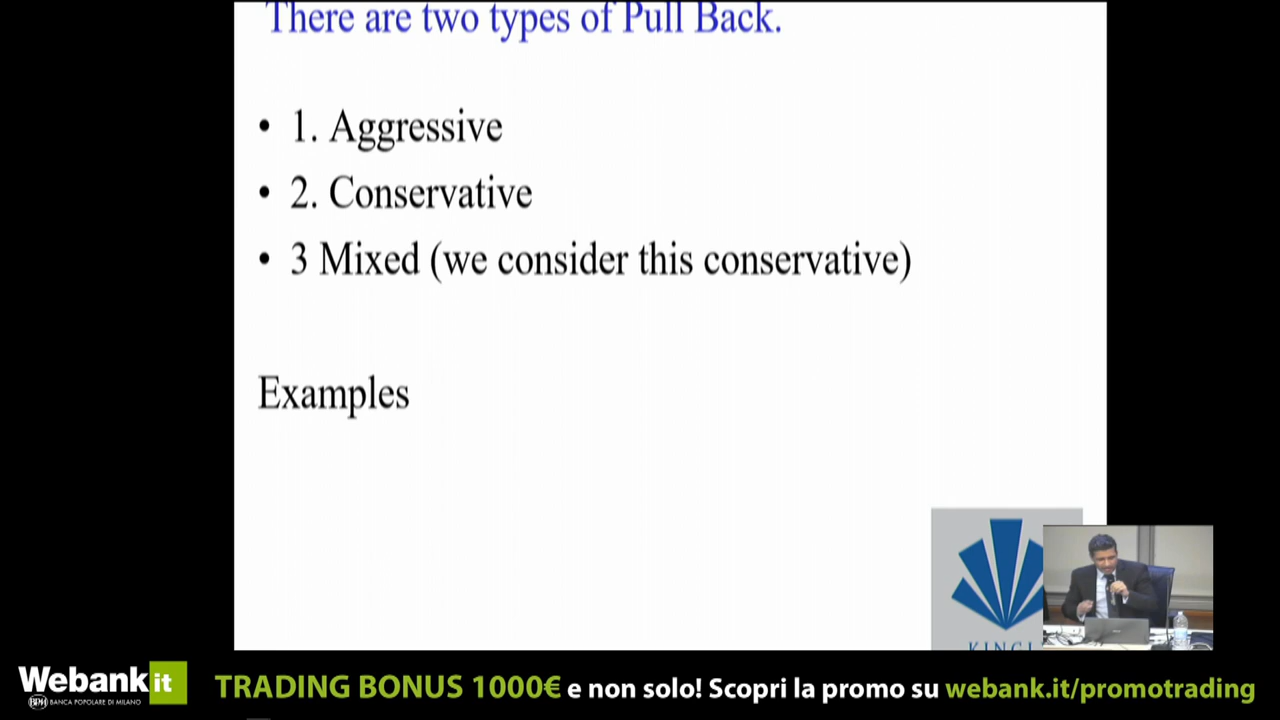 There are two types of Pull Back.
• 1. Aggressive
• 2. Conservative
• 3 Mixed (we consider this conservative)
Examples
Webank it
BPM BANCA POPOLARE DI MILANO
TRADING BONUS 1000€ e non solo! Scopri la promo su webank.it/promotrading